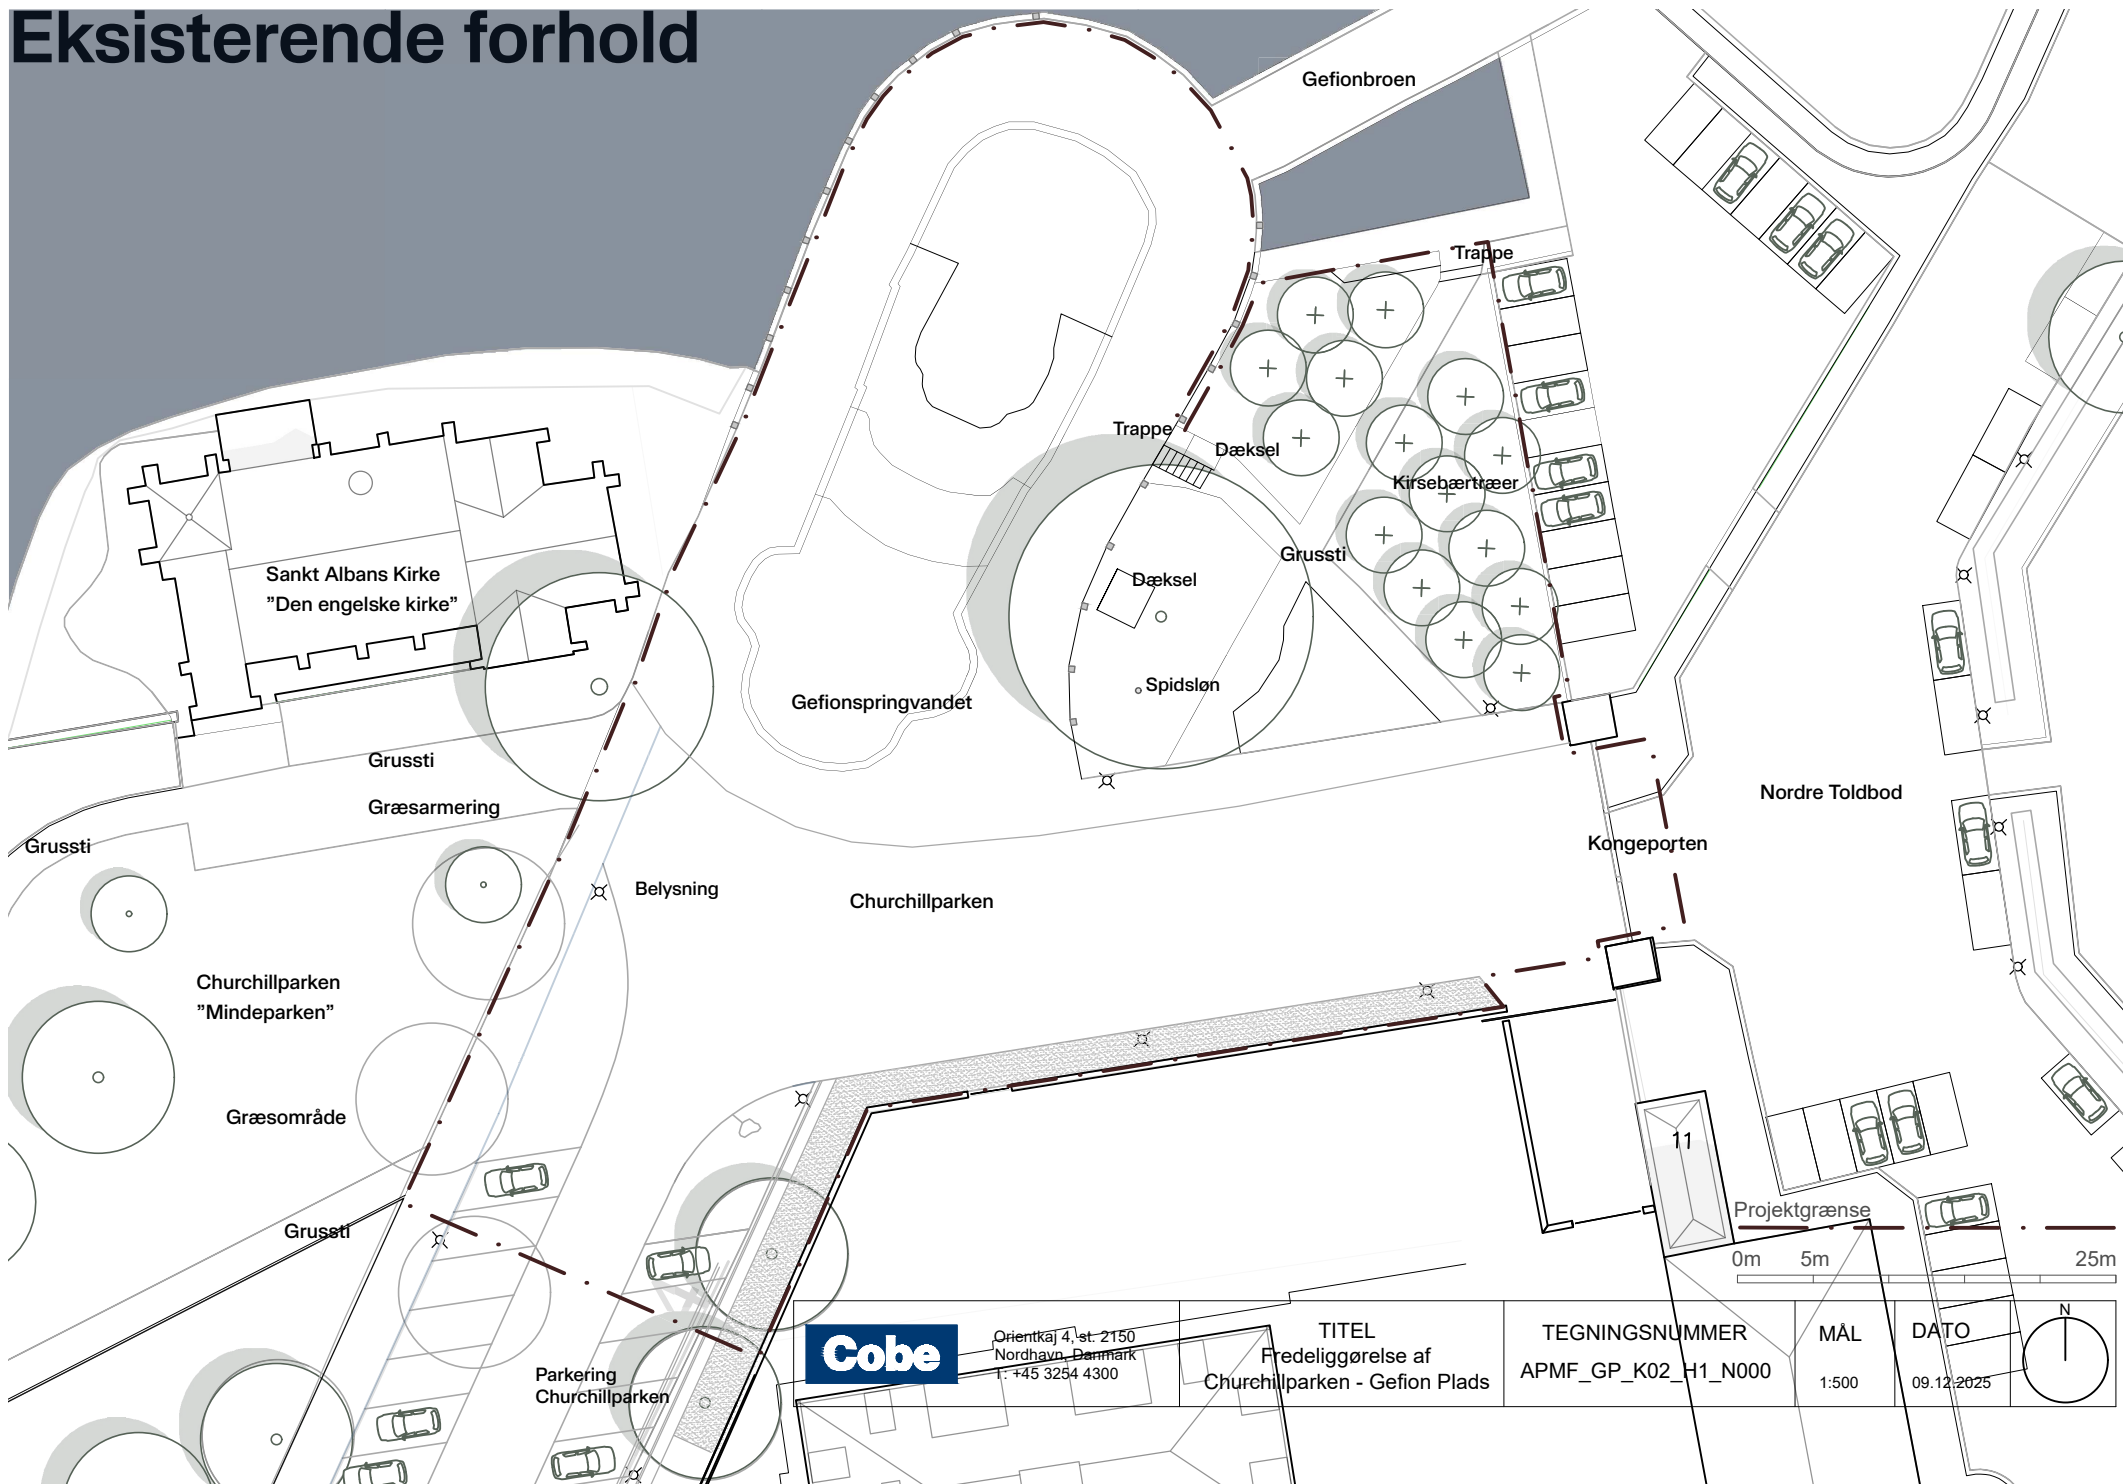 Eksisterende forhold
Gefionbroen
Trappe
Trappe
Dæksel
Kirsebærtræer
Grussti
Dæksel
Sankt Albans Kirke
"Den engelske kirke"
Spidsløn
Gefionspringvandet
Grussti
Græsarmering
Grussti
Nordre Toldbod
Kongeporten
Belysning
Churchillparken
Churchillparken
"Mindeparken"
Græsområde
11
Grussti
Projektgrænse
0m 5m 25m
Parkering
Churchillparken
Cobe
Orientkaj 4, st. 2150
Nordhavn, Danmark
T: +45 3254 4300
TITEL
Fredeliggørelse af
Churchillparken - Gefion Plads
TEGNINGSNUMMER
APMF_GP_K02_H1_N000
MÅL
1:500
DATO
09.12.2025
N